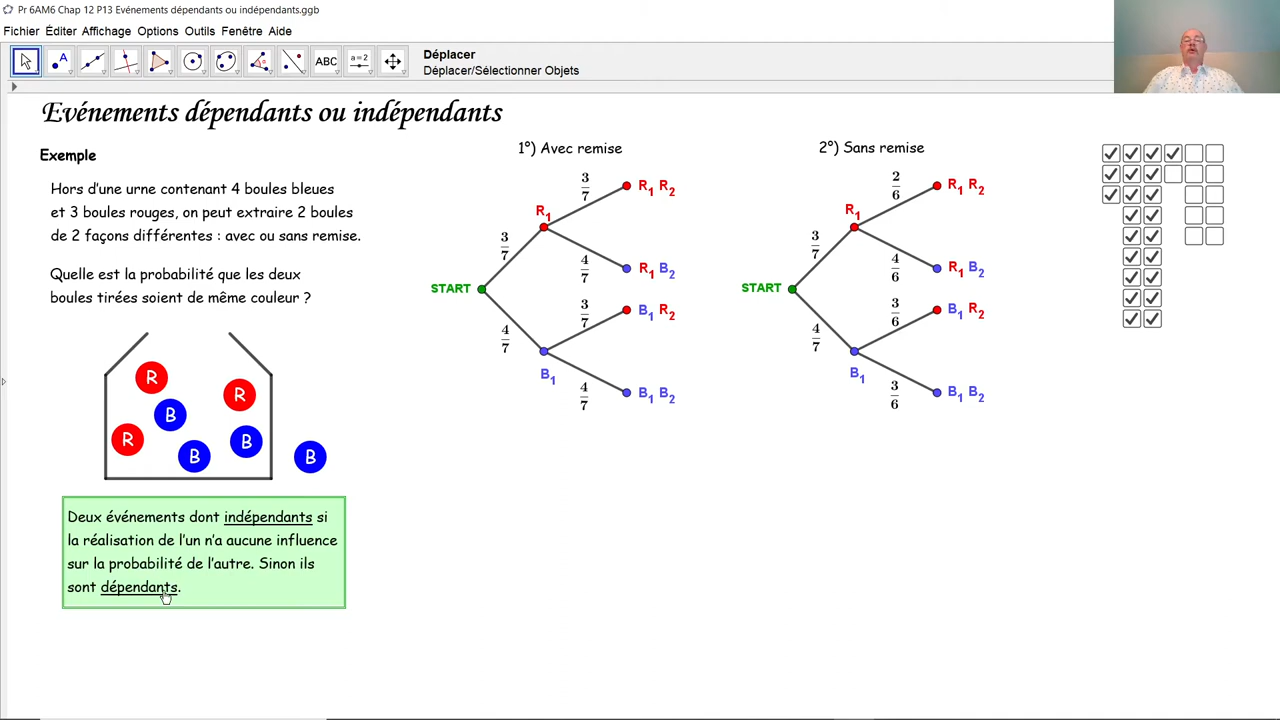 Pr 6AM6 Chap 12 P13 Evénements dépendants ou indépendants.ggb
Fichier Éditer Affichage Options Outils Fenêtre Aide
A
ABC
a=2
Déplacer
Déplacer/Sélectionner Objets
Evénements dépendants ou indépendants
Exemple
Hors d'une urne contenant 4 boules bleues
et 3 boules rouges, on peut extraire 2 boules
de 2 façons différentes : avec ou sans remise.
Quelle est la probabilité que les deux
boules tirées soient de même couleur ?
R
R
B
R
B
B
B
Deux événements dont indépendants si
la réalisation de l'un n'a aucune influence
sur la probabilité de l'autre. Sinon ils
sont dépendants.
1°) Avec remise
3/7
R1 R2
R1
3/7
4/7
R1 B2
START
3/7
B1 R2
4/7
B1
4/7
B1 B2
2°) Sans remise
2/6
R1 R2
R1
3/7
4/6
R1 B2
START
3/6
B1 R2
4/7
B1
3/6
B1 B2